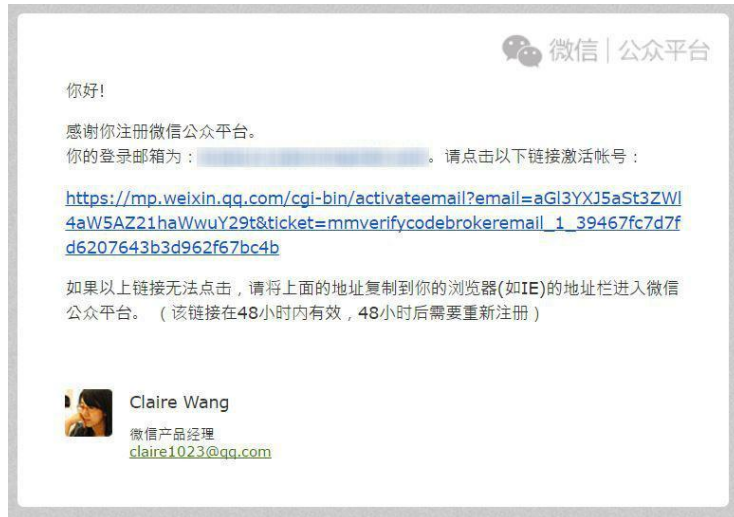 微信 | 公众平台
你好!
感谢你注册微信公众平台。
你的登录邮箱为： 。请点击以下链接激活帐号：
https://mp.weixin.qq.com/cgi-bin/activateemail?email=aGl3YXJ5aSt3ZWl
4aW5AZ21haWwuY29t&ticket=mmverifycodebrokeremail_1_39467fc7d7f
d6207643b3d962f67bc4b
如果以上链接无法点击，请将上面的地址复制到你的浏览器(如IE)的地址栏进入微信
公众平台。 （该链接在48小时内有效，48小时后需要重新注册）
Claire Wang
微信产品经理
claire1023@qq.com